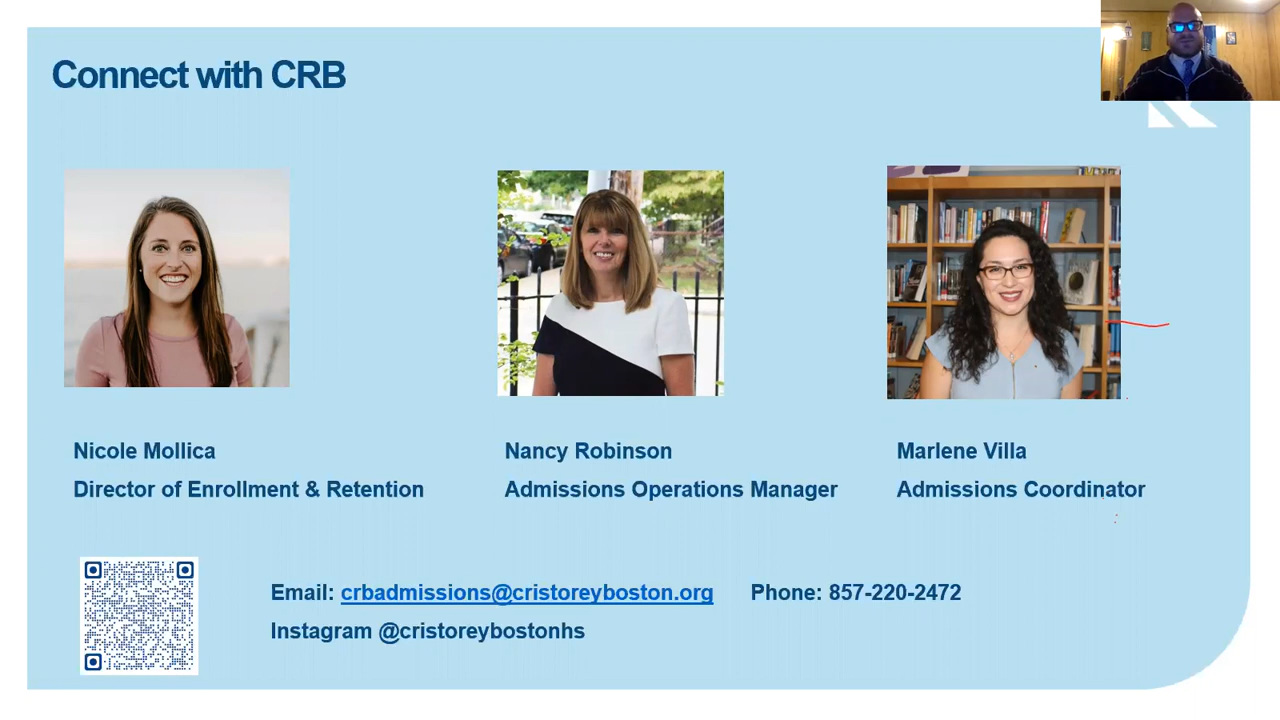 Connect with CRB
Nicole Mollica
Director of Enrollment & Retention
Nancy Robinson
Admissions Operations Manager
Marlene Villa
Admissions Coordinator
Email: crbadmissions@cristoreyboston.org Phone: 857-220-2472
Instagram @cristoreybostonhs